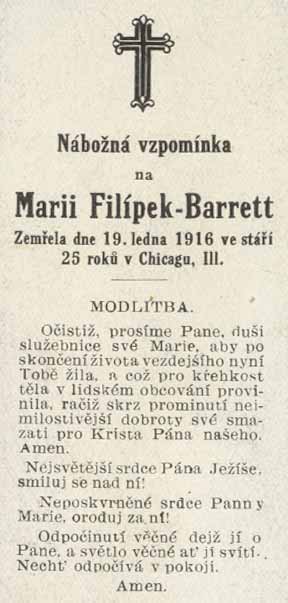 Nábožná vzpomínka
na
Marii Filípek-Barrett
Zemřela dne 19. ledna 1916 ve stáří
25 roků v Chicagu, Ill.
MODLITBA.
Očistiž, prosíme Pane, duši
služebnice své Marie, aby po
skončení života vezdejšího nyní
Tobě žila, a což pro křehkost
těla v lidském obcování provi-
nila, račiž skrz prominutí nej-
milostivější dobroty své sma-
zati pro Krista Pána našeho.
Amen.
Nejsvětější srdce Pána Ježíše,
smiluj se nad ní!
Neposkvrněné srdce Panny
Marie, oroduj za ní!
Odpočinutí věčné dejž jí o
Pane, a světlo věčné ať jí svítí.
Nechť odpočívá v pokoji.
Amen.